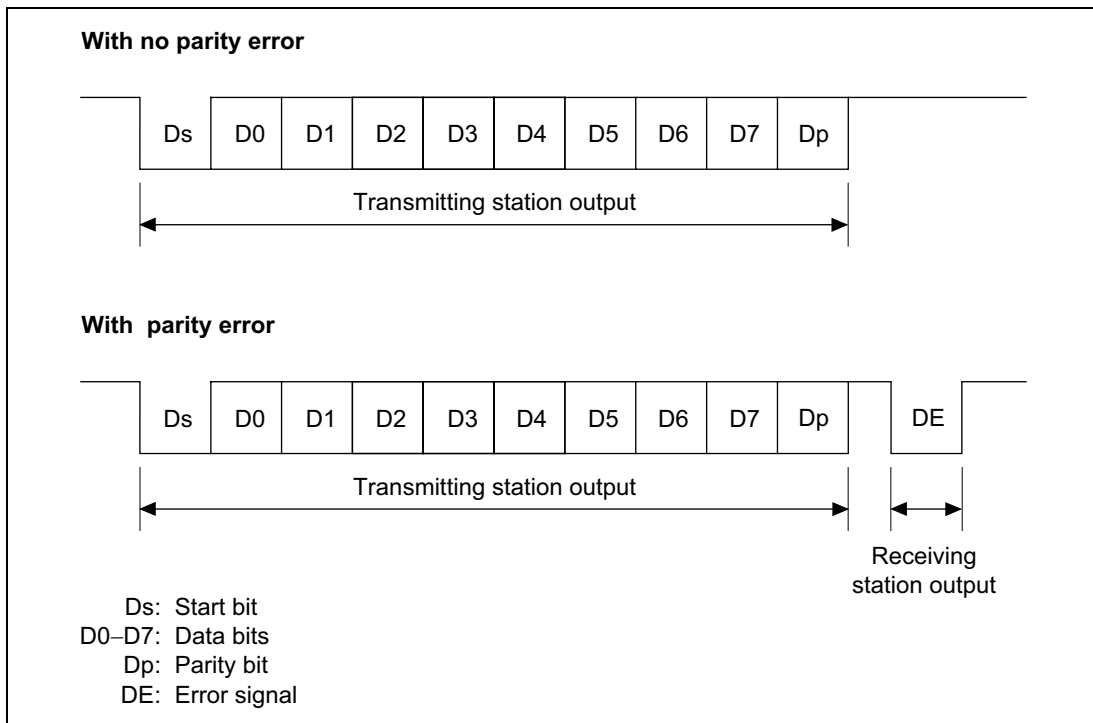 With no parity error
Ds D0 D1 D2 D3 D4 D5 D6 D7 Dp
Transmitting station output
With parity error
Ds D0 D1 D2 D3 D4 D5 D6 D7 Dp DE
Transmitting station output
Receiving
station output
Ds: Start bit
D0–D7: Data bits
Dp: Parity bit
DE: Error signal